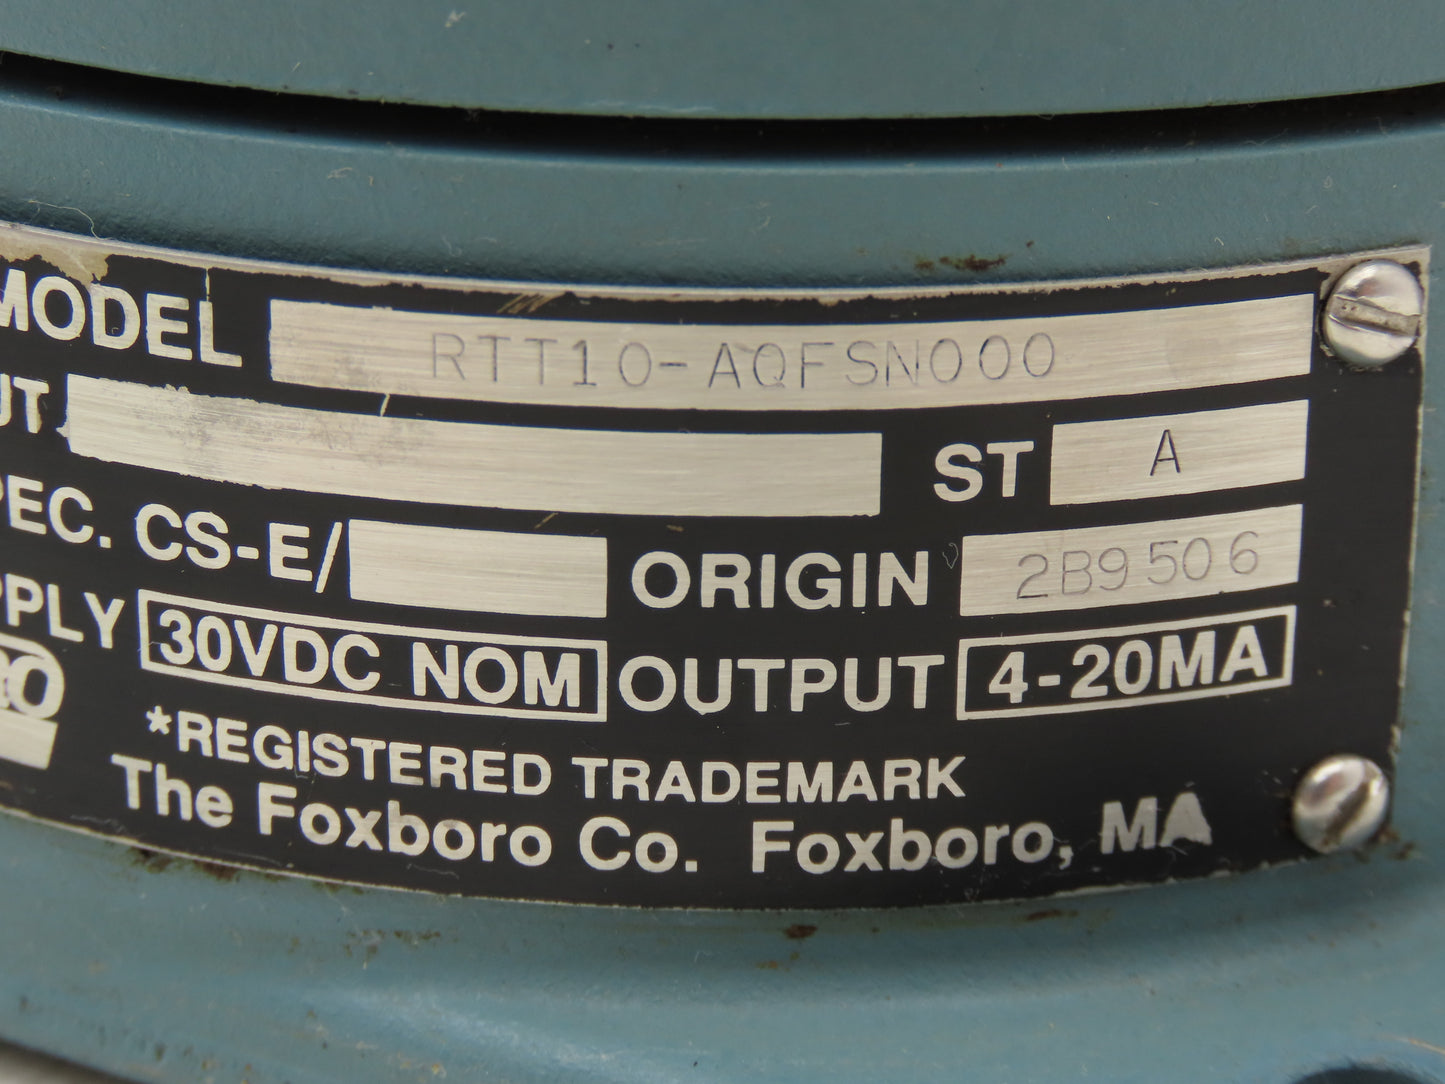 MODEL RTT10-AQFSN000
UT ST A
PEC. CS-E/ ORIGIN 2B9506
PPLY 30VDC NOM OUTPUT 4-20MA
RO
*REGISTERED TRADEMARK
The Foxboro Co. Foxboro, MA